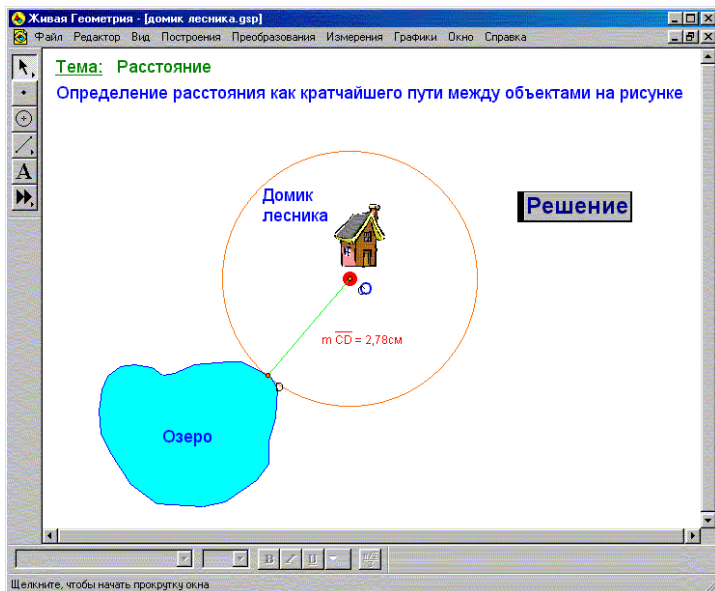 Живая Геометрия - [домик лесника.gsp]
Файл Редактор Вид Построения Преобразования Измерения Графики Окно Справка
Тема: Расстояние
Определение расстояния как кратчайшего пути между объектами на рисунке
Домик
лесника
Решение
m CD = 2,78см
Озеро
A
B I U
Щелкните, чтобы начать прокрутку окна